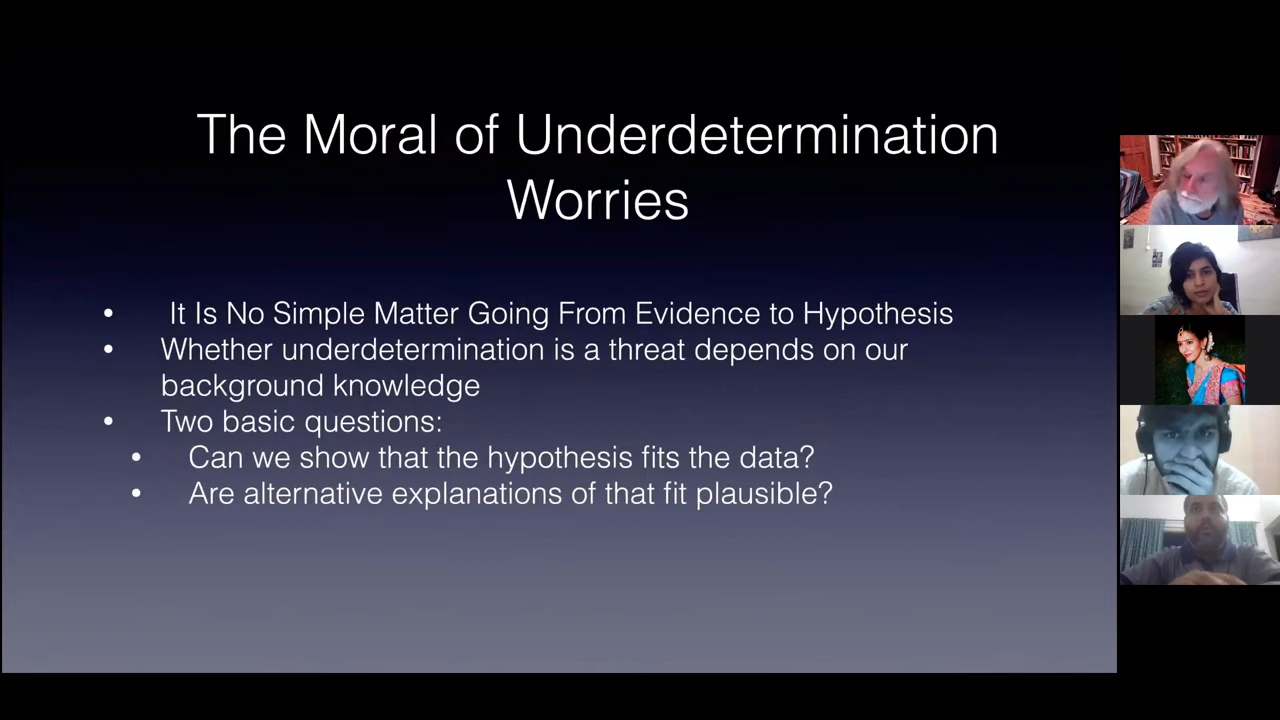 The Moral of Underdetermination
Worries
• It Is No Simple Matter Going From Evidence to Hypothesis
• Whether underdetermination is a threat depends on our
background knowledge
• Two basic questions:
• Can we show that the hypothesis fits the data?
• Are alternative explanations of that fit plausible?